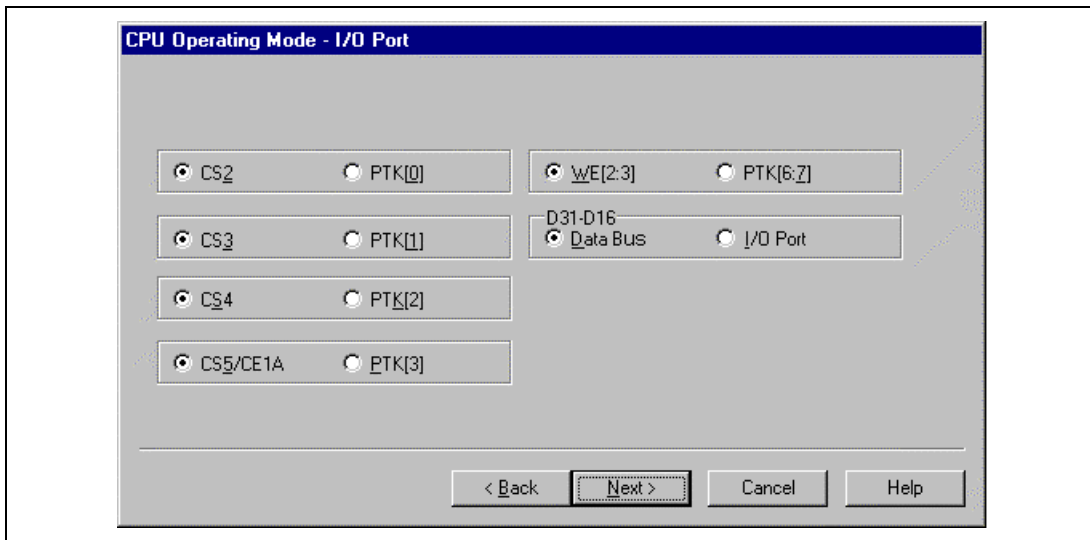 CPU Operating Mode - I/O Port
CS2 PTK[0]
WE[2:3] PTK[6:7]
CS3 PTK[1]
D31-D16
Data Bus I/O Port
CS4 PTK[2]
CS5/CE1A PTK[3]
< Back Next > Cancel Help